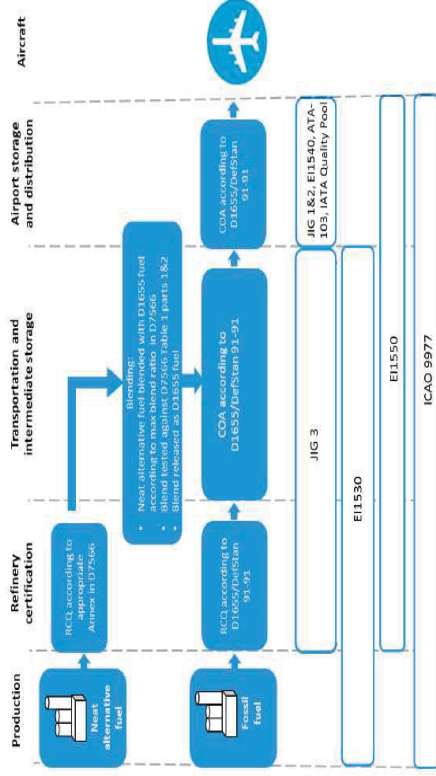 Production
Refinery
certification
Transportation and
intermediate storage
Airport storage
and distribution
Aircraft
Neat
alternative
fuel
RCQ according to
appropriate
Annex in D7566
Blending:
• Neat alternative fuel blended with D1655 fuel
according to max blend ratio in D7566
• Blend tested against D7566 Table 1 parts 1&2
• Blend released as D1655 fuel
Fossil
fuel
RCQ according to
D1655/DefStan
91-91
COA according to
D1655/DefStan 91-91
COA according to
D1655/DefStan
91-91
JIG 3
JIG 1&2, EI1540, ATA-
103, IATA Quality Pool
EI1530
EI1550
ICAO 9977